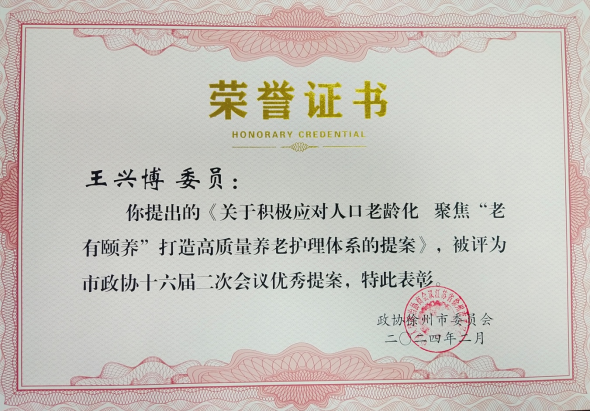 荣誉证书
HONORARY CREDENTIAL
王兴博 委员：
你提出的《关于积极应对人口老龄化 聚焦“老
有颐养”打造高质量养老护理体系的提案》，被评为
市政协十六届二次会议优秀提案，特此表彰。
政协徐州市委员会
二〇二四年二月